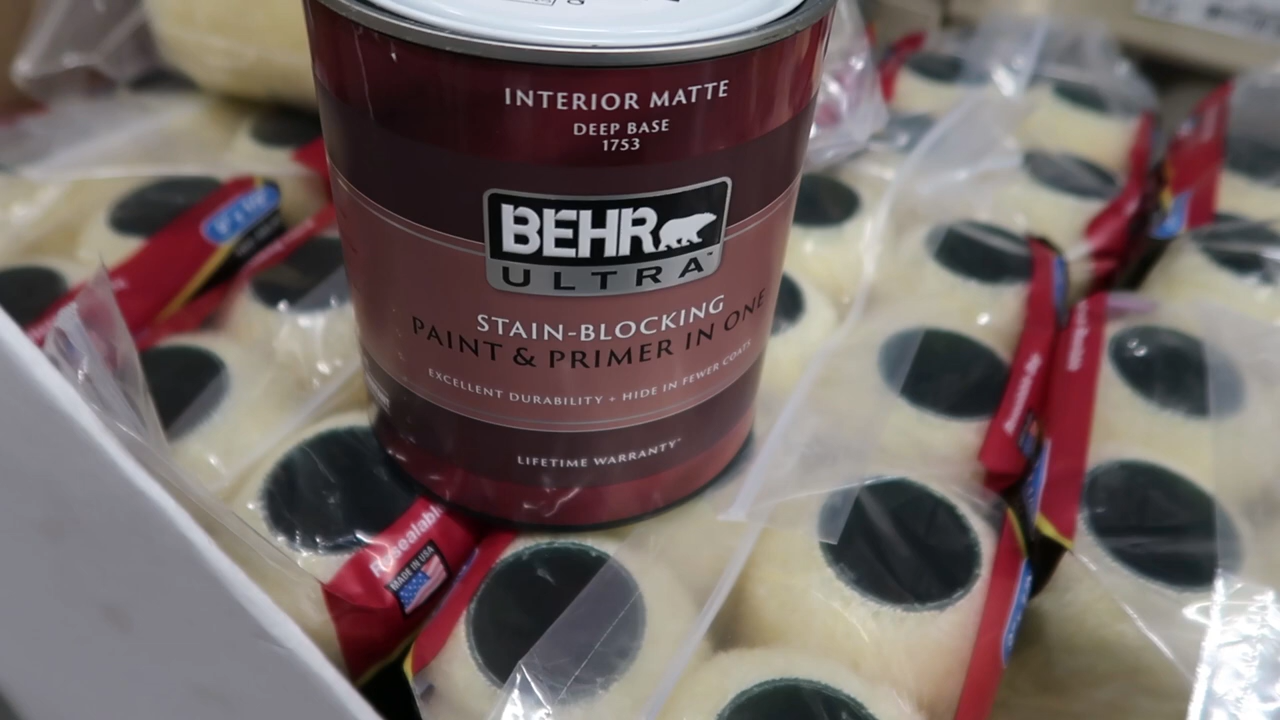 INTERIOR MATTE
DEEP BASE
1753
BEHR
ULTRA™
STAIN-BLOCKING
PAINT & PRIMER IN ONE
EXCELLENT DURABILITY + HIDE IN FEWER COATS
LIFETIME WARRANTY*
Resealable
MADE IN USA